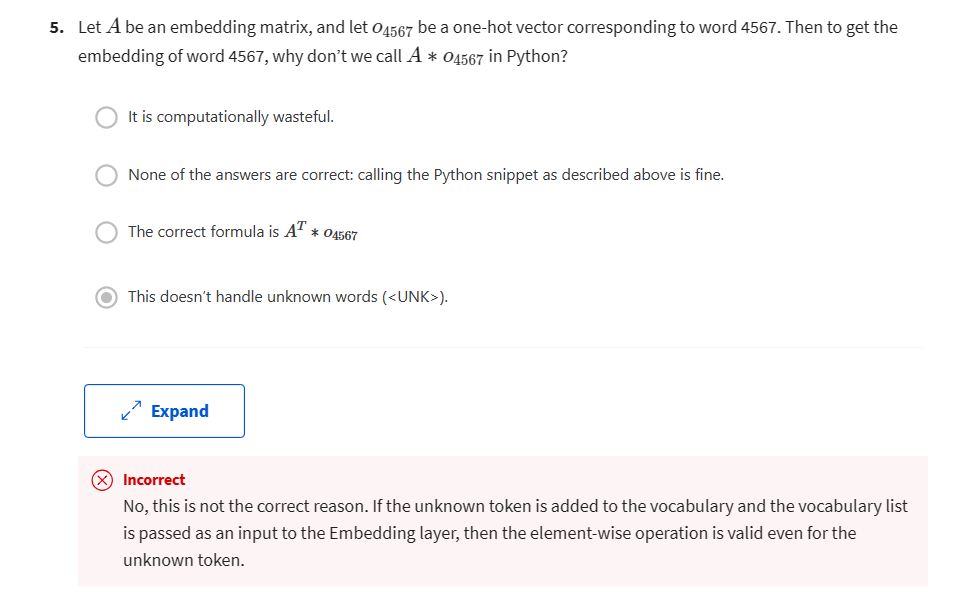 5. Let A be an embedding matrix, and let o₄₅₆₇ be a one-hot vector corresponding to word 4567. Then to get the
embedding of word 4567, why don't we call A * o₄₅₆₇ in Python?
It is computationally wasteful.
None of the answers are correct: calling the Python snippet as described above is fine.
The correct formula is Aᵀ * o₄₅₆₇
This doesn't handle unknown words (<UNK>).
Expand
Incorrect
No, this is not the correct reason. If the unknown token is added to the vocabulary and the vocabulary list
is passed as an input to the Embedding layer, then the element-wise operation is valid even for the
unknown token.